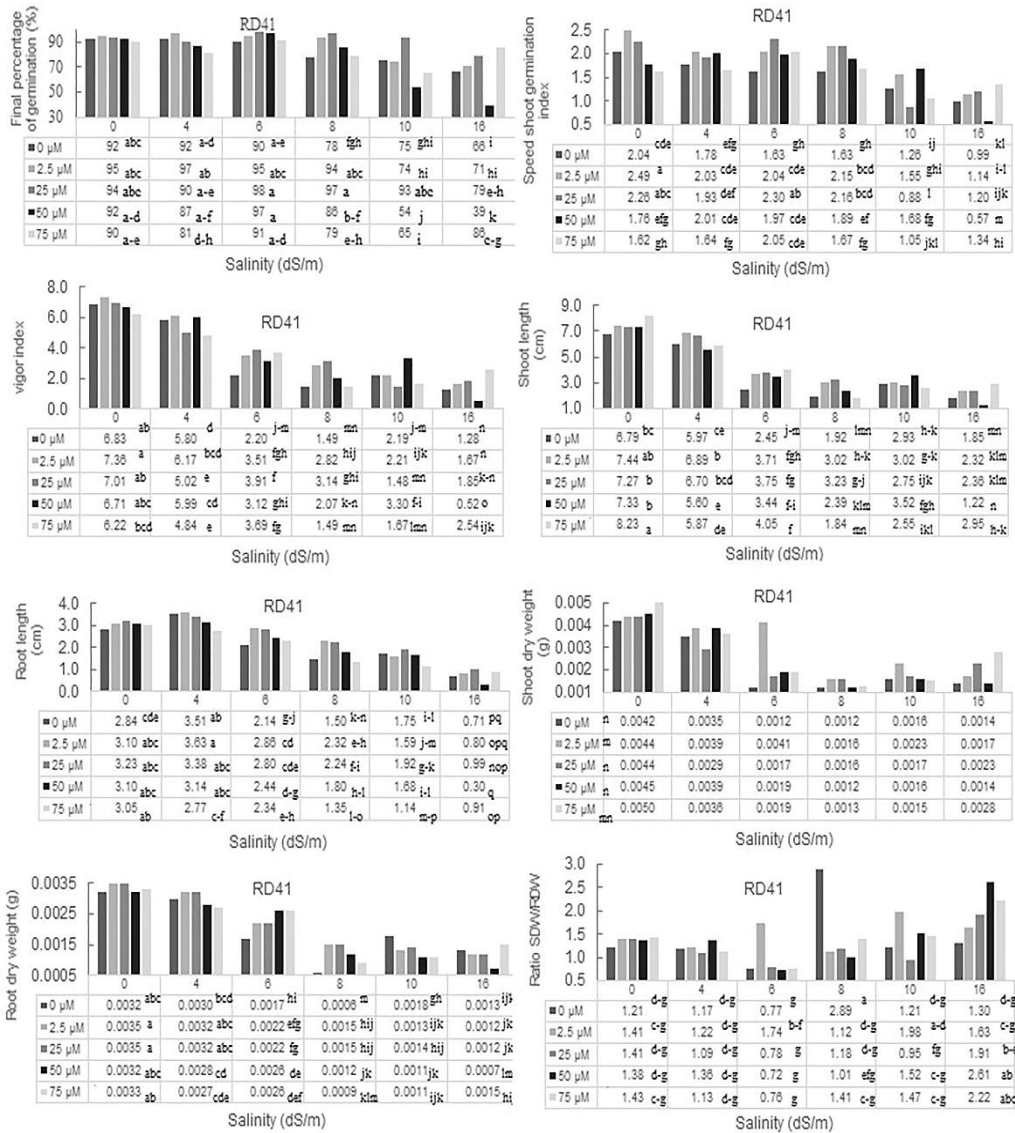 RD41
Final percentage of germination (%)
90
70
50
30
0 4 6 8 10 16
0 µM 92 abc 92 a-d 90 a-e 78 fgh 75 ghi 66 i
2.5 µM 95 abc 97 ab 95 abc 94 abc 74 hi 71 hi
25 µM 94 abc 90 a-e 98 a 97 a 93 abc 79 e-h
50 µM 92 a-d 87 a-f 97 a 86 b-f 54 j 39 k
75 µM 90 a-e 81 d-h 91 a-d 79 e-h 65 i 86 c-g
Salinity (dS/m)
RD41
Speed shoot germination index
2.5
2.0
1.5
1.0
0.5
0 4 6 8 10 16
0 µM 2.04 cde 1.78 efg 1.63 gh 1.63 gh 1.26 ij 0.99 kl
2.5 µM 2.49 a 2.03 cde 2.04 cde 2.15 bcd 1.55 ghi 1.14 i-l
25 µM 2.26 abc 1.93 def 2.30 ab 2.16 bcd 0.88 l 1.20 ijk
50 µM 1.76 efg 2.01 cde 1.97 cde 1.89 ef 1.68 fg 0.57 m
75 µM 1.62 gh 1.64 fg 2.05 cde 1.67 fg 1.05 jkl 1.34 hi
Salinity (dS/m)
RD41
vigor index
8.0
6.0
4.0
2.0
0.0
0 4 6 8 10 16
0 µM 6.83 ab 5.80 d 2.20 j-m 1.49 mn 2.19 j-m 1.28 n
2.5 µM 7.36 a 6.17 bcd 3.51 fgh 2.82 hij 2.21 ijk 1.67 n
25 µM 7.01 ab 5.02 e 3.91 f 3.14 ghi 1.48 mn 1.85 k-n
50 µM 6.71 abc 5.99 cd 3.12 ghi 2.07 k-n 3.30 f-i 0.52 o
75 µM 6.22 bcd 4.84 e 3.69 fg 1.49 mn 1.67 lmn 2.54 ijk
Salinity (dS/m)
RD41
Shoot length (cm)
9.0
7.0
5.0
3.0
1.0
0 4 6 8 10 16
0 µM 6.79 bc 5.97 ce 2.45 j-m 1.92 lmn 2.93 h-k 1.85 mn
2.5 µM 7.44 ab 6.89 b 3.71 fgh 3.02 h-k 3.02 g-k 2.32 klm
25 µM 7.27 b 6.70 bcd 3.75 fg 3.23 g-j 2.75 ijk 2.36 klm
50 µM 7.33 b 5.60 e 3.44 f-i 2.39 klm 3.52 fgh 1.22 n
75 µM 8.23 a 5.87 de 4.05 f 1.84 mn 2.55 ikl 2.95 h-k
Salinity (dS/m)
RD41
Root length (cm)
4.0
3.0
2.0
1.0
0.0
0 4 6 8 10 16
0 µM 2.84 cde 3.51 ab 2.14 g-j 1.50 k-n 1.75 i-l 0.71 pq
2.5 µM 3.10 abc 3.63 a 2.86 cd 2.32 e-h 1.59 j-m 0.80 opq
25 µM 3.23 abc 3.38 abc 2.80 cde 2.24 f-i 1.92 g-k 0.99 nop
50 µM 3.10 abc 3.14 abc 2.44 d-g 1.80 h-l 1.68 i-l 0.30 q
75 µM 3.05 ab 2.77 c-f 2.34 e-h 1.35 l-o 1.14 m-p 0.91 op
Salinity (dS/m)
RD41
Shoot dry weight (g)
0.005
0.004
0.003
0.002
0.001
0 4 6 8 10 16
0 µM n 0.0042 0.0035 0.0012 0.0012 0.0016 0.0014
2.5 µM m 0.0044 0.0039 0.0041 0.0016 0.0023 0.0017
25 µM n 0.0044 0.0029 0.0017 0.0016 0.0017 0.0023
50 µM n 0.0045 0.0039 0.0019 0.0012 0.0016 0.0014
75 µM mn 0.0050 0.0036 0.0019 0.0013 0.0015 0.0028
Salinity (dS/m)
RD41
Root dry weight (g)
0.0035
0.0025
0.0015
0.0005
0 4 6 8 10 16
0 µM 0.0032 abc 0.0030 bcd 0.0017 hi 0.0006 m 0.0018 gh 0.0013 ijk
2.5 µM 0.0035 a 0.0032 abc 0.0022 efg 0.0015 hij 0.0013 ijk 0.0012 jk
25 µM 0.0035 a 0.0032 abc 0.0022 fg 0.0015 hij 0.0014 hij 0.0012 jk
50 µM 0.0032 abc 0.0028 cd 0.0026 de 0.0012 jk 0.0011 jk 0.0007 lm
75 µM 0.0033 ab 0.0027 cde 0.0026 def 0.0009 klm 0.0011 ijk 0.0015 hij
Salinity (dS/m)
RD41
Ratio SDW/RDW
3.0
2.5
2.0
1.5
1.0
0.5
0 4 6 8 10 16
0 µM 1.21 d-g 1.17 d-g 0.77 g 2.89 a 1.21 d-g 1.30 d-g
2.5 µM 1.41 c-g 1.22 d-g 1.74 b-f 1.12 d-g 1.98 a-d 1.63 c-g
25 µM 1.41 d-g 1.09 d-g 0.78 g 1.18 d-g 0.95 fg 1.91 b-e
50 µM 1.38 d-g 1.36 d-g 0.72 g 1.01 efg 1.52 c-g 2.61 ab
75 µM 1.43 c-g 1.13 d-g 0.76 g 1.41 c-g 1.47 c-g 2.22 abc
Salinity (dS/m)